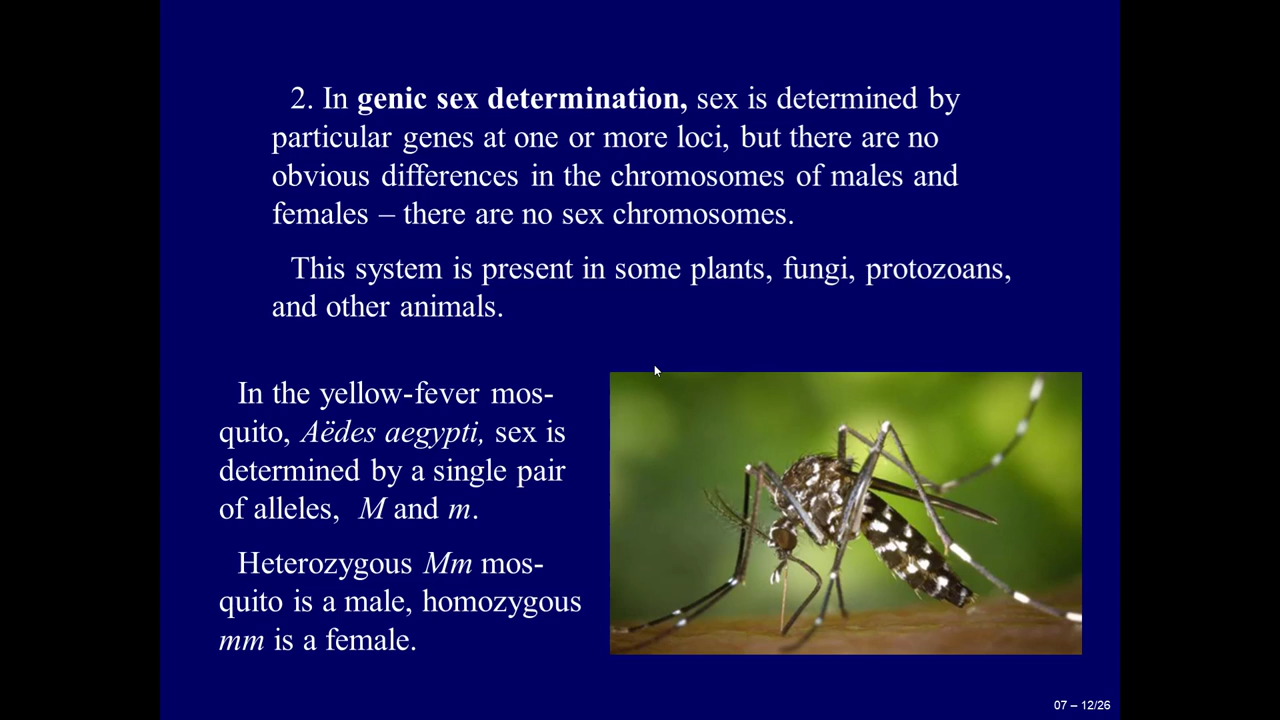 2. In genic sex determination, sex is determined by
particular genes at one or more loci, but there are no
obvious differences in the chromosomes of males and
females – there are no sex chromosomes.
This system is present in some plants, fungi, protozoans,
and other animals.
In the yellow-fever mos-
quito, Aëdes aegypti, sex is
determined by a single pair
of alleles, M and m.
Heterozygous Mm mos-
quito is a male, homozygous
mm is a female.
07 – 12/26